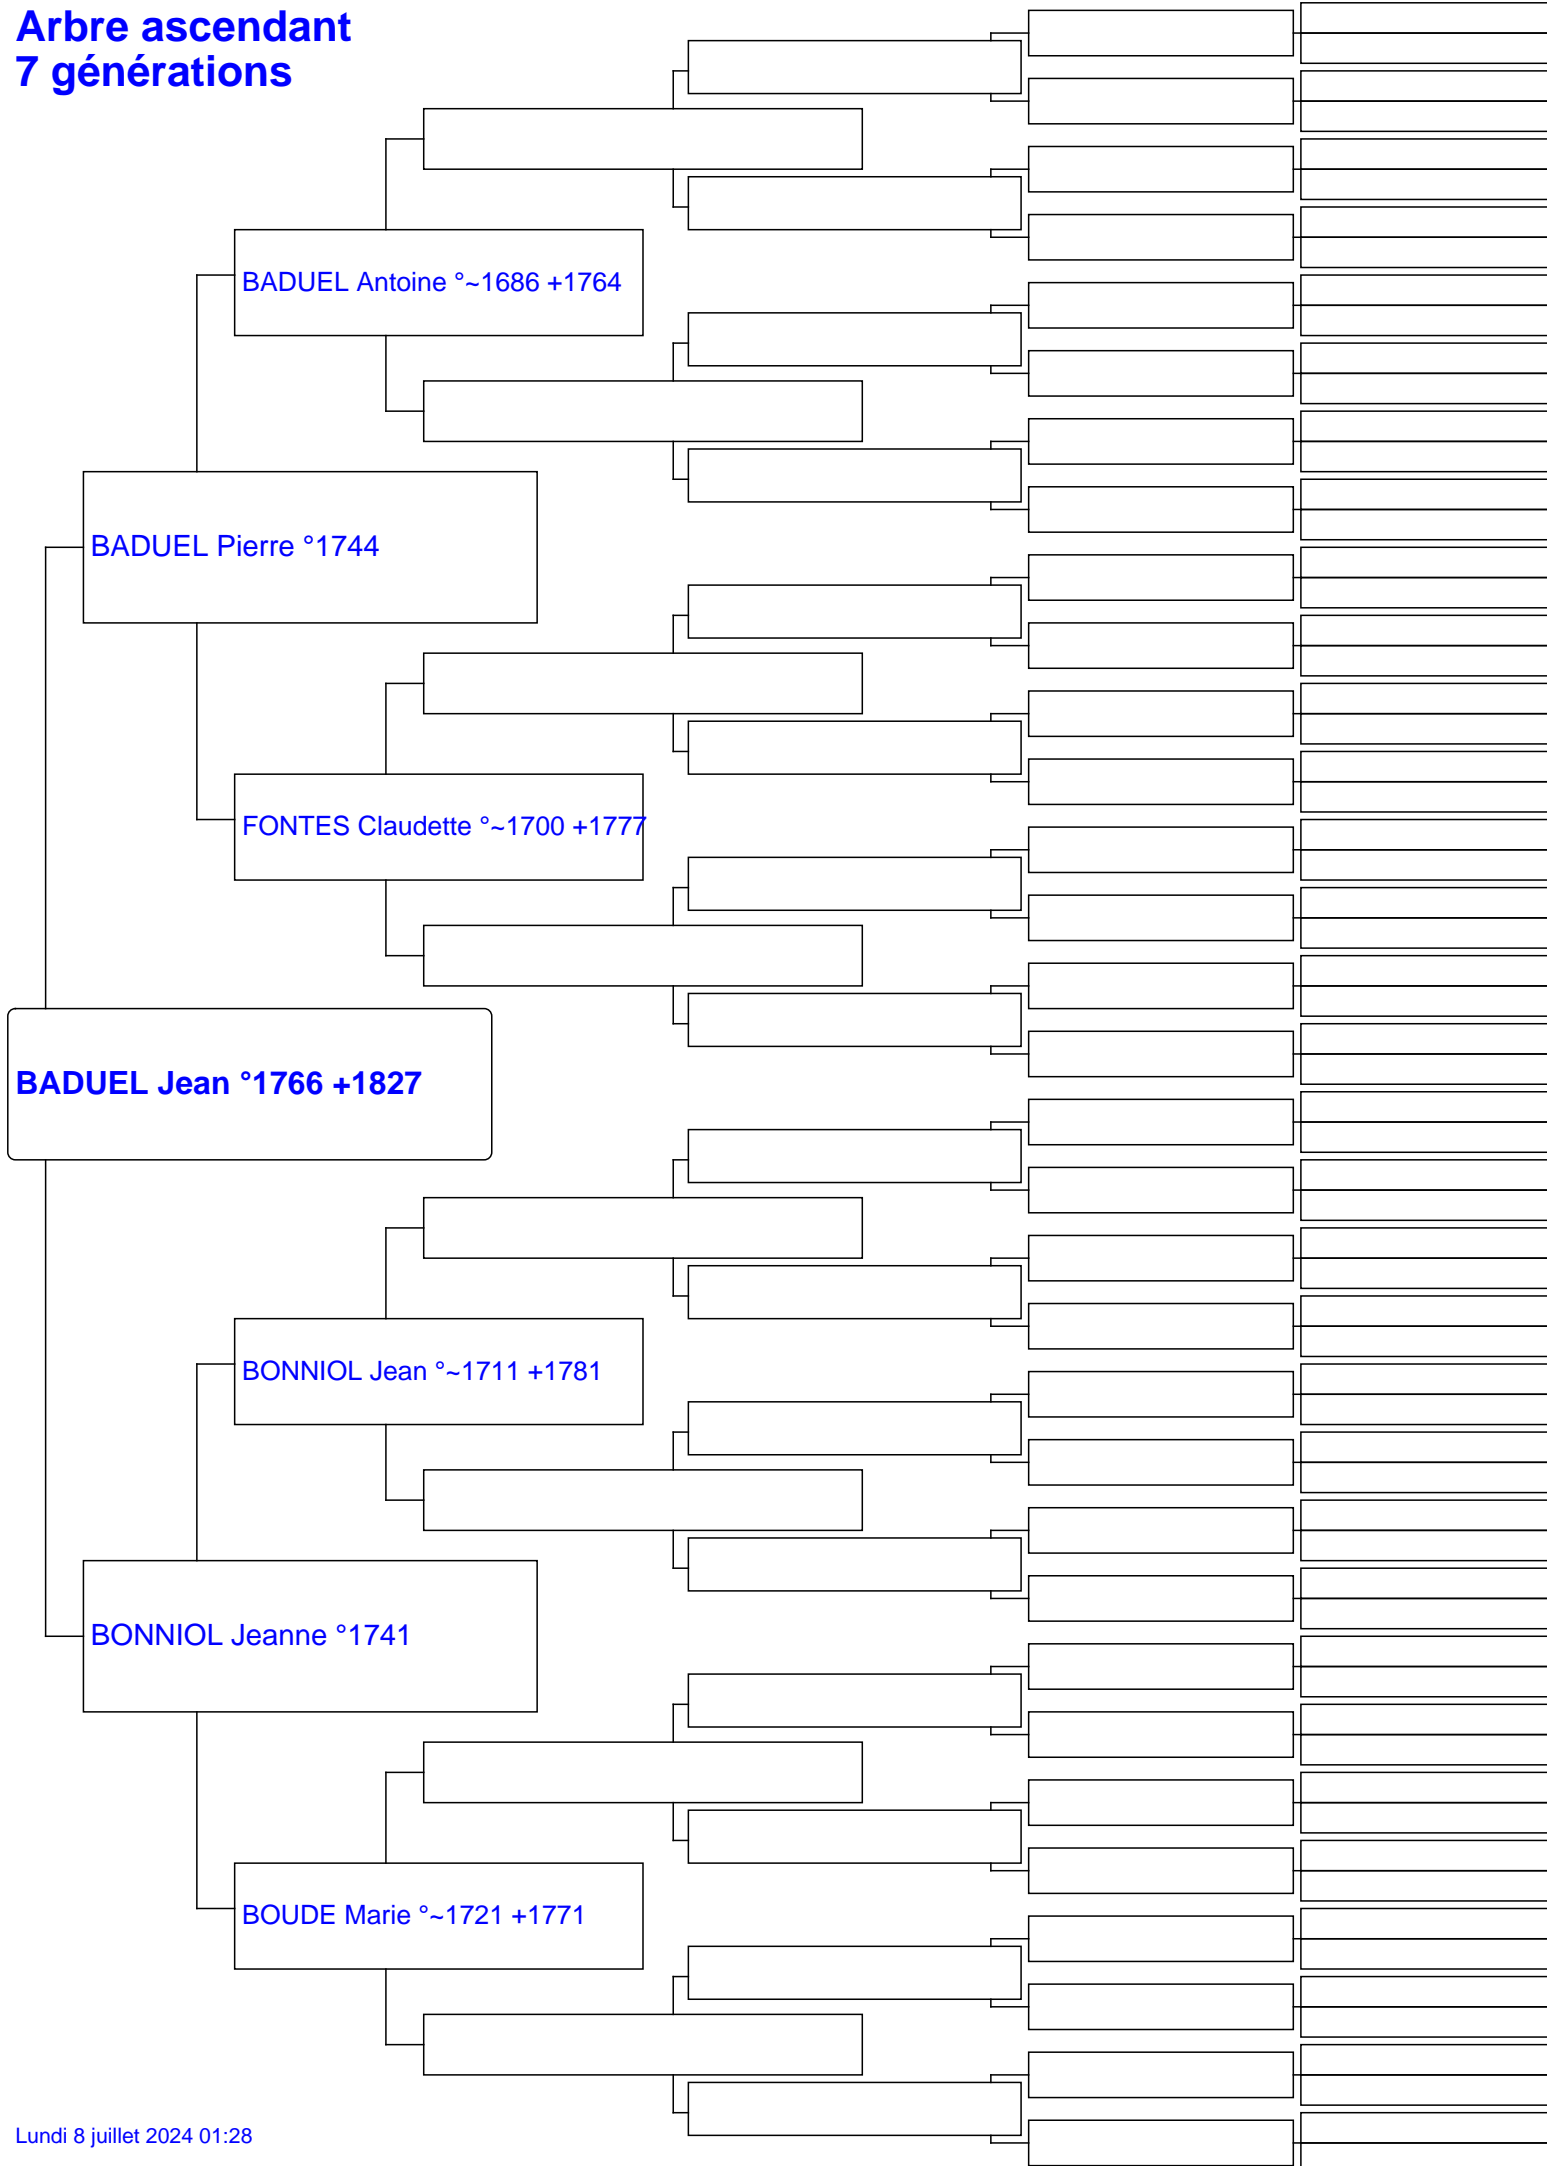 Arbre ascendant
7 générations
BADUEL Antoine °~1686 +1764
BADUEL Pierre °1744
FONTES Claudette °~1700 +1777
BADUEL Jean °1766 +1827
BONNIOL Jean °~1711 +1781
BONNIOL Jeanne °1741
BOUDE Marie °~1721 +1771
Lundi 8 juillet 2024 01:28